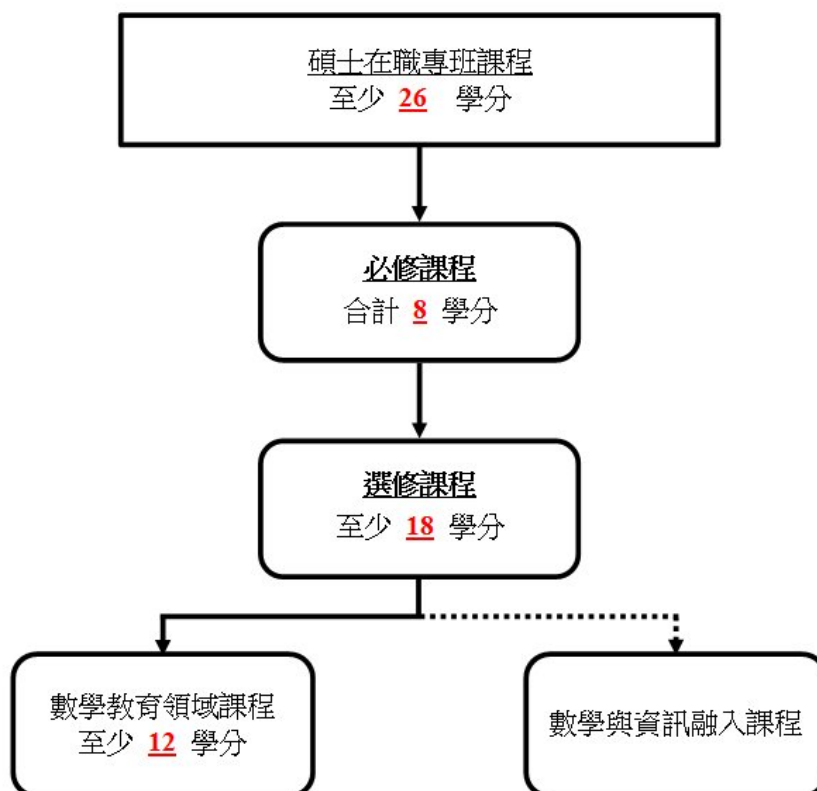 碩士在職專班課程
至少 26 學分
必修課程
合計 8 學分
選修課程
至少 18 學分
數學教育領域課程
至少 12 學分
數學與資訊融入課程